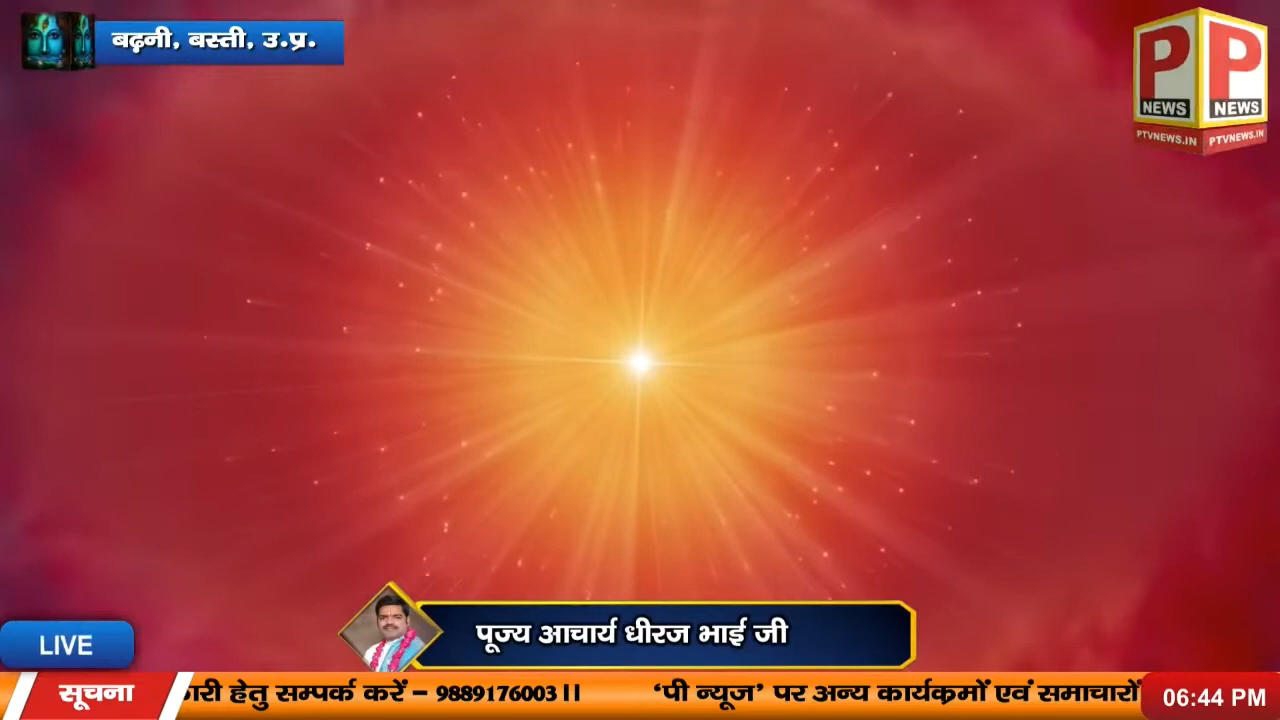 बढ़नी, बस्ती, उ.प्र.
P P
NEWS NEWS
PTVNEWS.IN PTVNEWS.IN
पूज्य आचार्य धीरज भाई जी
LIVE
सूचना
हेतु सम्पर्क करें – 9889176003।। ‘पी न्यूज’ पर अन्य कार्यक्रमों एवं समाचारों
06:44 PM